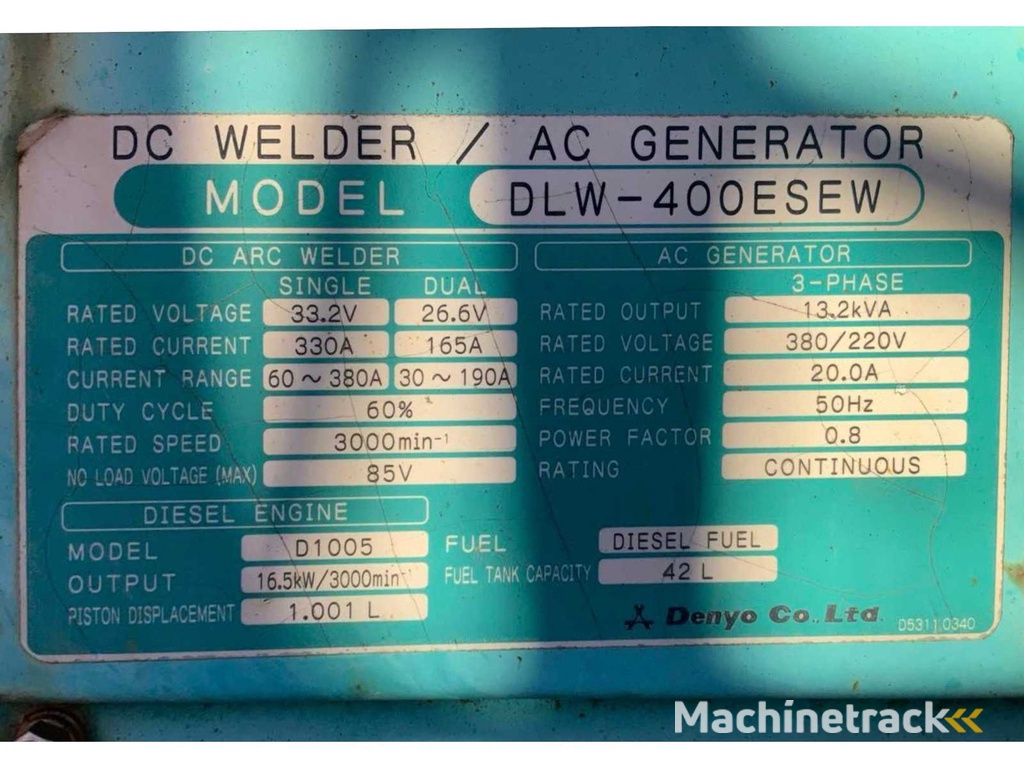 DC WELDER / AC GENERATOR
MODEL DLW-400ESEW
DC ARC WELDER
SINGLE DUAL
RATED VOLTAGE 33.2V 26.6V
RATED CURRENT 330A 165A
CURRENT RANGE 60～380A 30～190A
DUTY CYCLE 60%
RATED SPEED 3000min⁻¹
NO LOAD VOLTAGE (MAX) 85V
AC GENERATOR
3-PHASE
RATED OUTPUT 13.2kVA
RATED VOLTAGE 380/220V
RATED CURRENT 20.0A
FREQUENCY 50Hz
POWER FACTOR 0.8
RATING CONTINUOUS
DIESEL ENGINE
MODEL D1005
OUTPUT 16.5kW/3000min⁻¹
PISTON DISPLACEMENT 1.001 L
FUEL DIESEL FUEL
FUEL TANK CAPACITY 42 L
Denyo Co., Ltd.
D5311 0340
Machinetrack